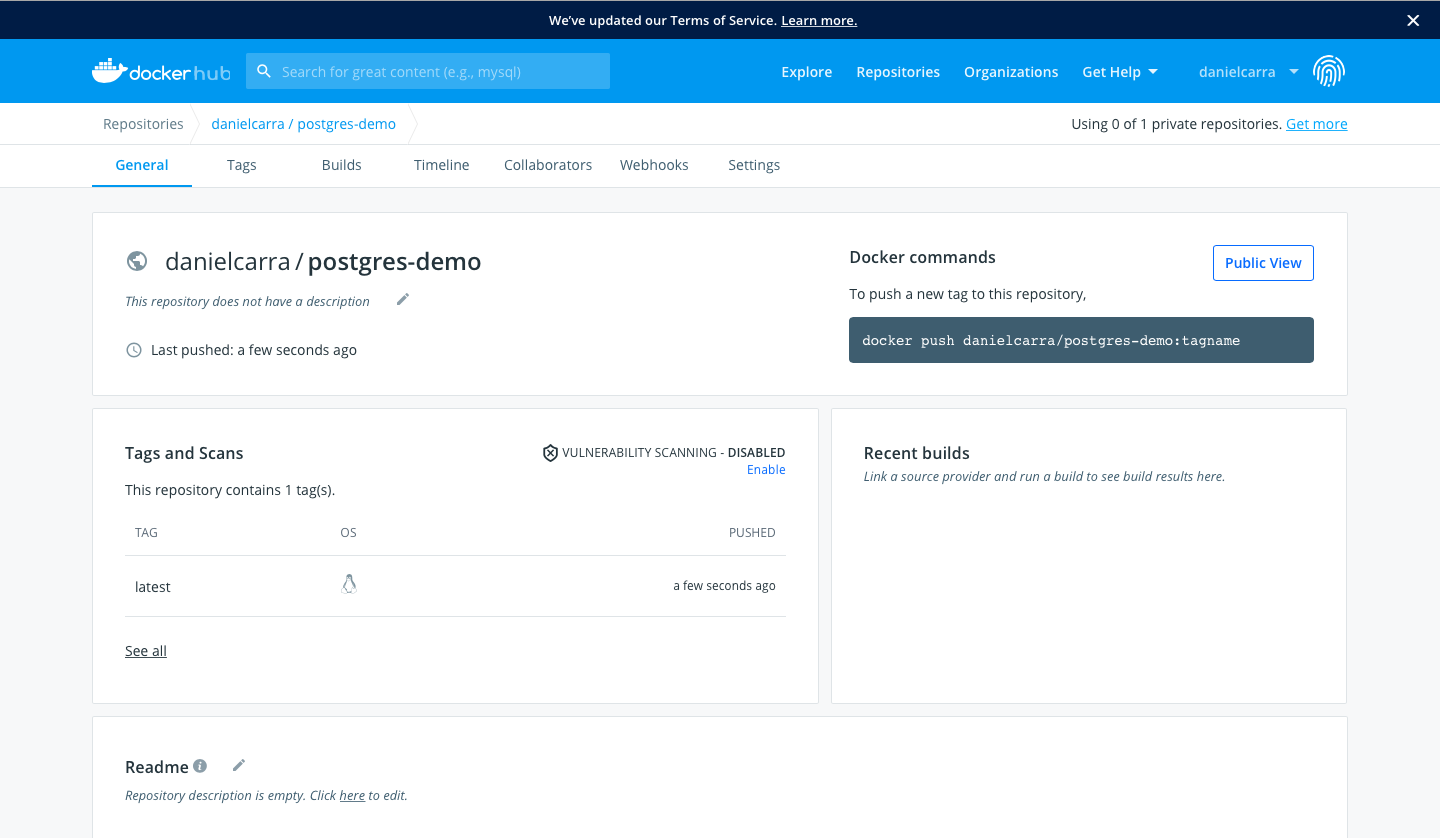 We've updated our Terms of Service. Learn more.
docker hub
Search for great content (e.g., mysql)
Explore
Repositories
Organizations
Get Help
danielcarra
Repositories
danielcarra / postgres-demo
Using 0 of 1 private repositories. Get more
General
Tags
Builds
Timeline
Collaborators
Webhooks
Settings
danielcarra / postgres-demo
This repository does not have a description
Last pushed: a few seconds ago
Docker commands
Public View
To push a new tag to this repository,
docker push danielcarra/postgres-demo:tagname
Tags and Scans
VULNERABILITY SCANNING - DISABLED
Enable
This repository contains 1 tag(s).
TAG OS PUSHED
latest a few seconds ago
See all
Recent builds
Link a source provider and run a build to see build results here.
Readme
Repository description is empty. Click here to edit.